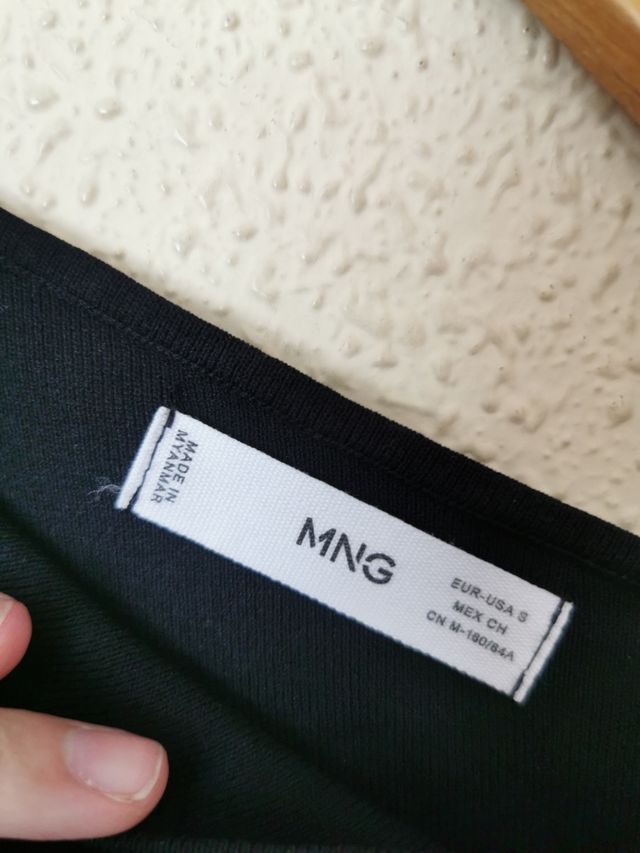 MADE IN
MYANMAR
MNG
EUR-USA S
MEX CH
CN M-160/84A